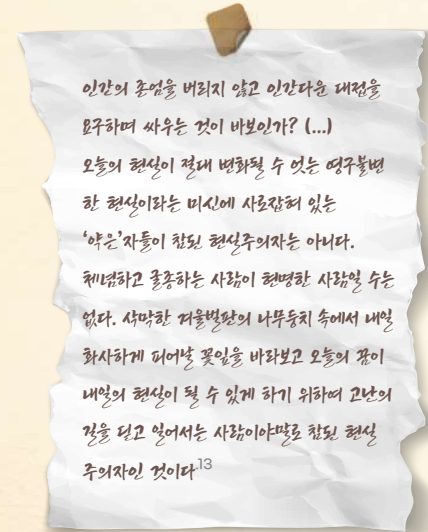 인간의 존엄을 버리지 않고 인간다운 대접을
요구하며 싸우는 것이 바보인가? (...)
오늘의 현실이 절대 변화될 수 없는 영구불변
한 현실이라는 미신에 사로잡혀 있는
‘약은’자들이 참된 현실주의자는 아니다.
체념하고 굴종하는 사람이 현명한 사람일 수는
없다. 삭막한 겨울벌판의 나무둥치 속에서 내일
화사하게 피어날 꽃잎을 바라보고 오늘의 꿈이
내일의 현실이 될 수 있게 하기 위하여 고난의
길을 딛고 일어서는 사람이야말로 참된 현실
주의자인 것이다.13